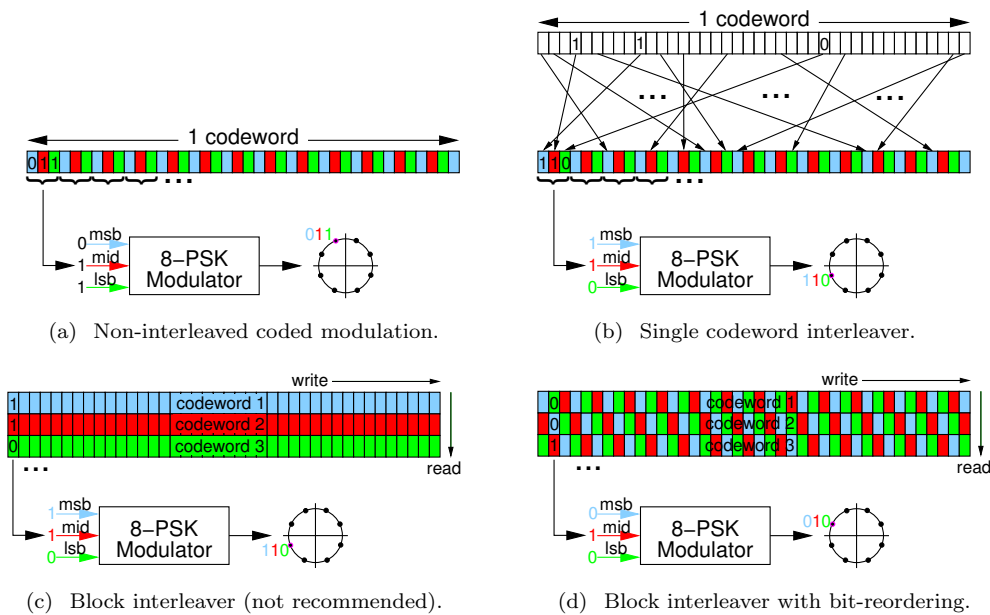 1 codeword
0 1 1
...
msb
0
mid
1
lsb
1
8−PSK
Modulator
011
(a) Non-interleaved coded modulation.
1 codeword
1 1 0
... ... ...
1 1 0
...
msb
1
mid
1
lsb
0
8−PSK
Modulator
110
(b) Single codeword interleaver.
write
1 codeword 1
1 codeword 2
0 codeword 3
read
...
msb
1
mid
1
lsb
0
8−PSK
Modulator
110
(c) Block interleaver (not recommended).
write
0 codeword 1
0 codeword 2
1 codeword 3
read
...
msb
0
mid
1
lsb
0
8−PSK
Modulator
010
(d) Block interleaver with bit-reordering.